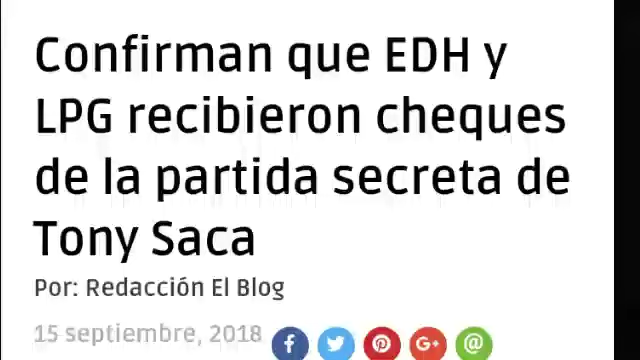 Confirman que EDH y
LPG recibieron cheques
de la partida secreta de
Tony Saca
Por: Redacción El Blog
15 septiembre, 2018
f G+ @